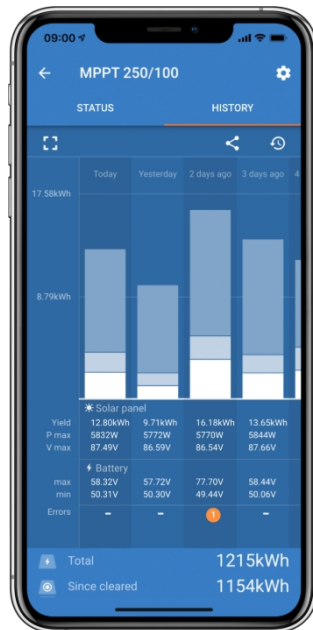 09:00
MPPT 250/100
STATUS HISTORY
Today Yesterday 2 days ago 3 days ago 4
17.58kWh
8.79kWh
Solar panel
Yield 12.80kWh 9.71kWh 16.18kWh 13.65kWh
P max 5832W 5772W 5770W 5844W
V max 87.49V 86.59V 86.54V 87.66V
Battery
max 58.32V 57.72V 77.70V 58.44V
min 50.31V 50.30V 49.44V 50.06V
Errors – – 1 –
Total 1215kWh
Since cleared 1154kWh